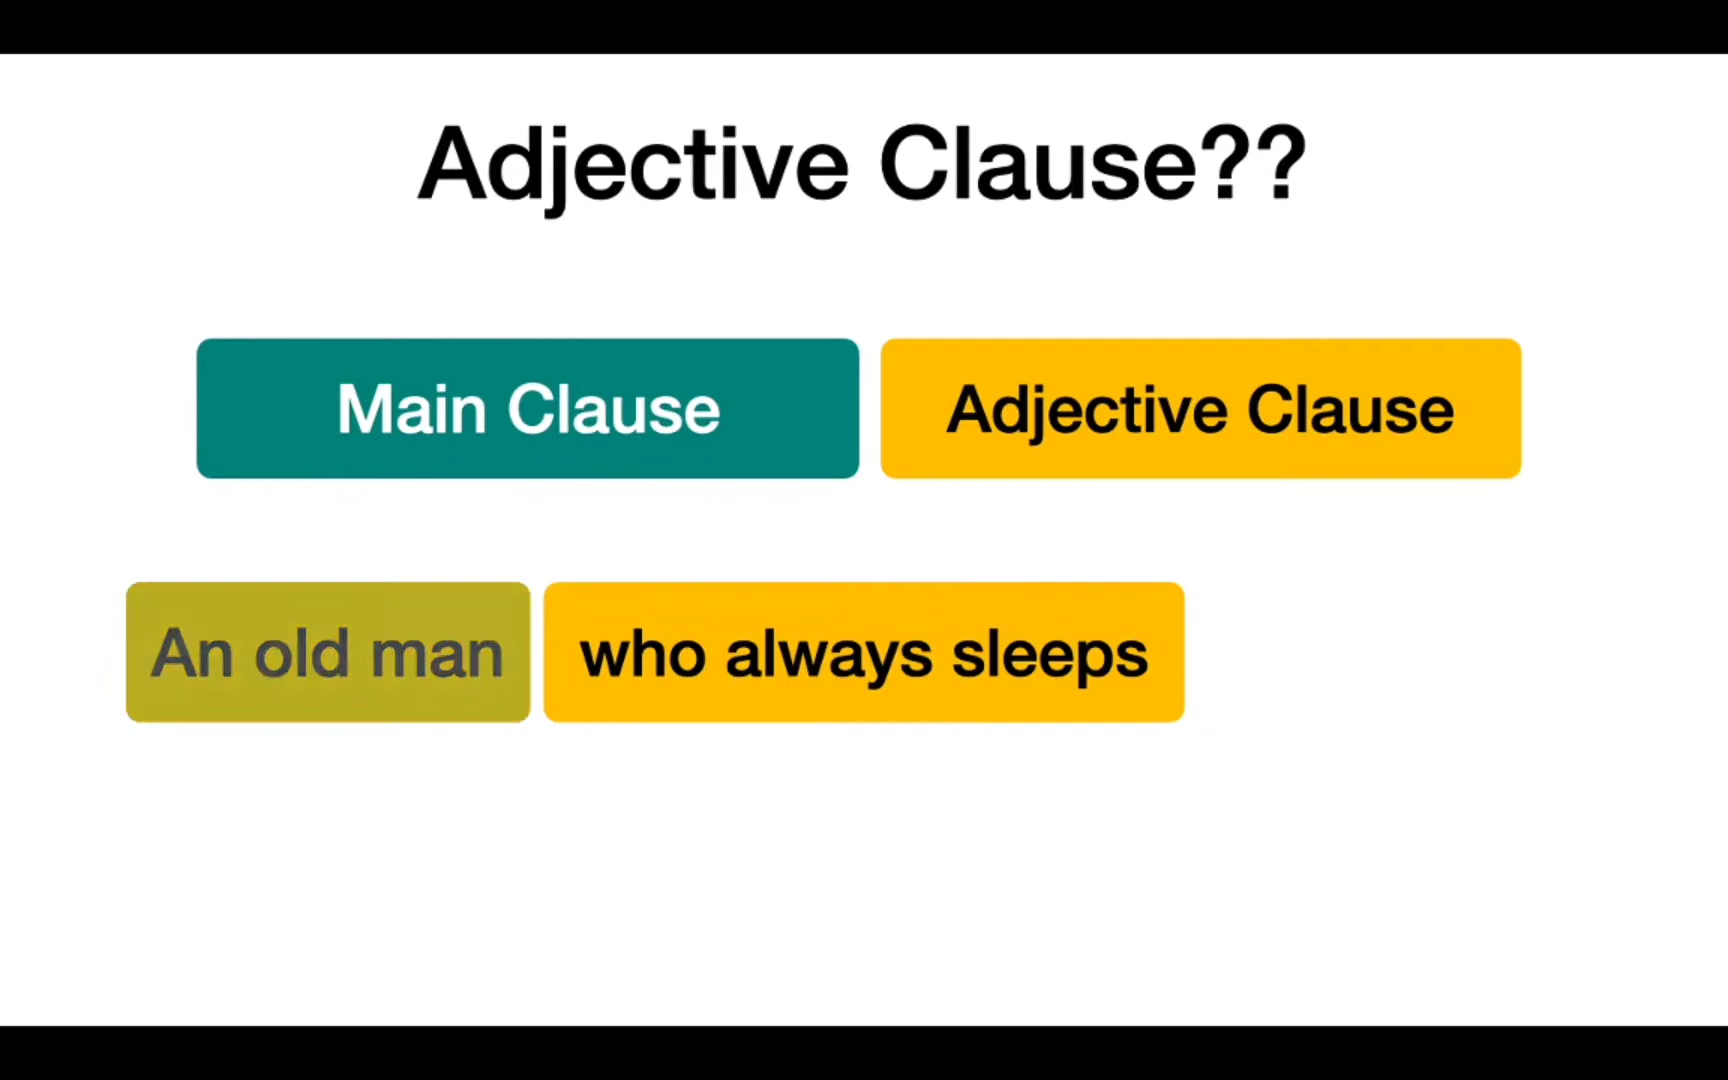 Adjective Clause??
Main Clause Adjective Clause
An old man who always sleeps